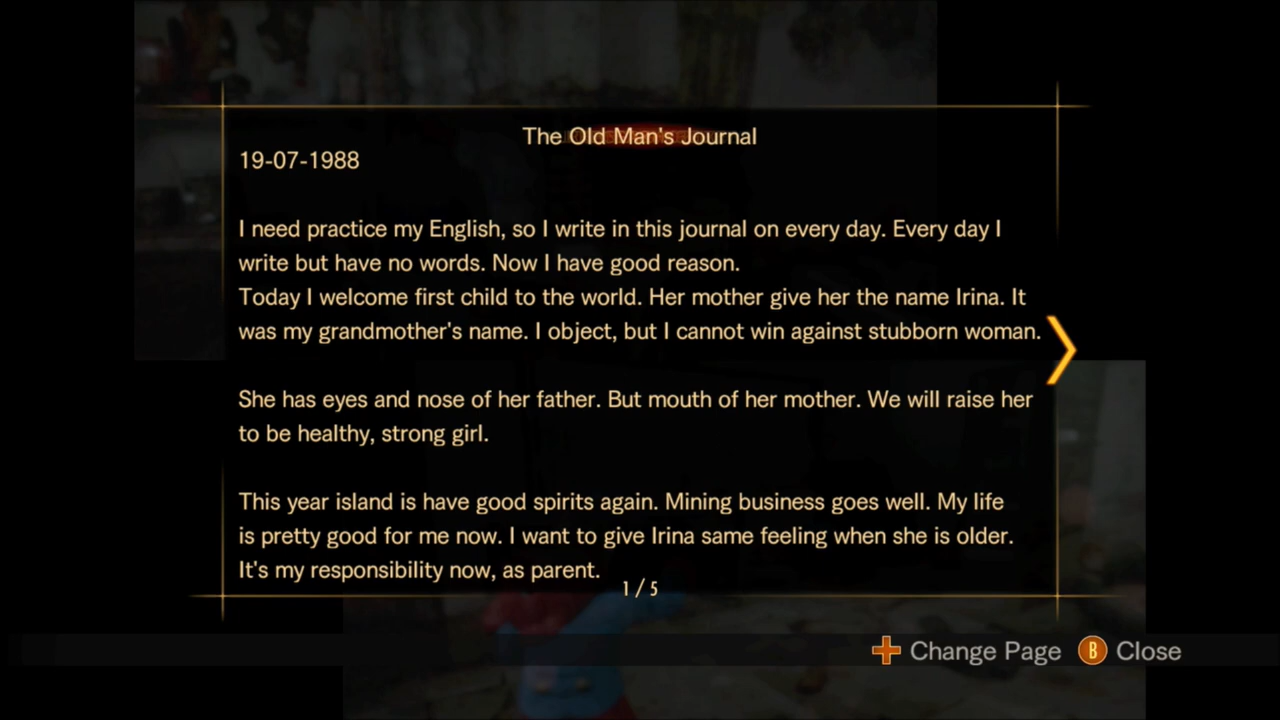 The Old Man's Journal
19-07-1988
I need practice my English, so I write in this journal on every day. Every day I
write but have no words. Now I have good reason.
Today I welcome first child to the world. Her mother give her the name Irina. It
was my grandmother's name. I object, but I cannot win against stubborn woman.
She has eyes and nose of her father. But mouth of her mother. We will raise her
to be healthy, strong girl.
This year island is have good spirits again. Mining business goes well. My life
is pretty good for me now. I want to give Irina same feeling when she is older.
It's my responsibility now, as parent.
1 / 5
Change Page B Close